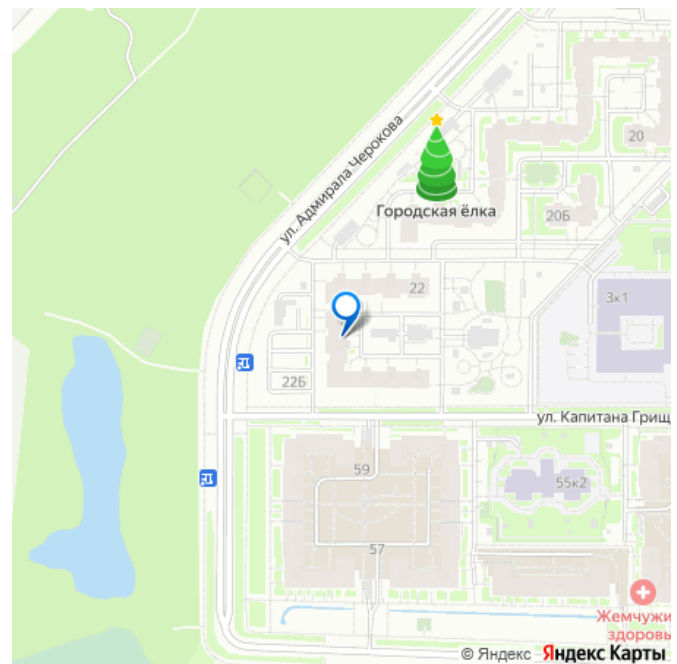 ул. Адмирала Черокова
20
Городская ёлка
20Б
22
3к1
22Б
ул. Капитана Грищ
59
55к2
57
Жемчужи
здоровь
© Яндекс Яндекс Карты